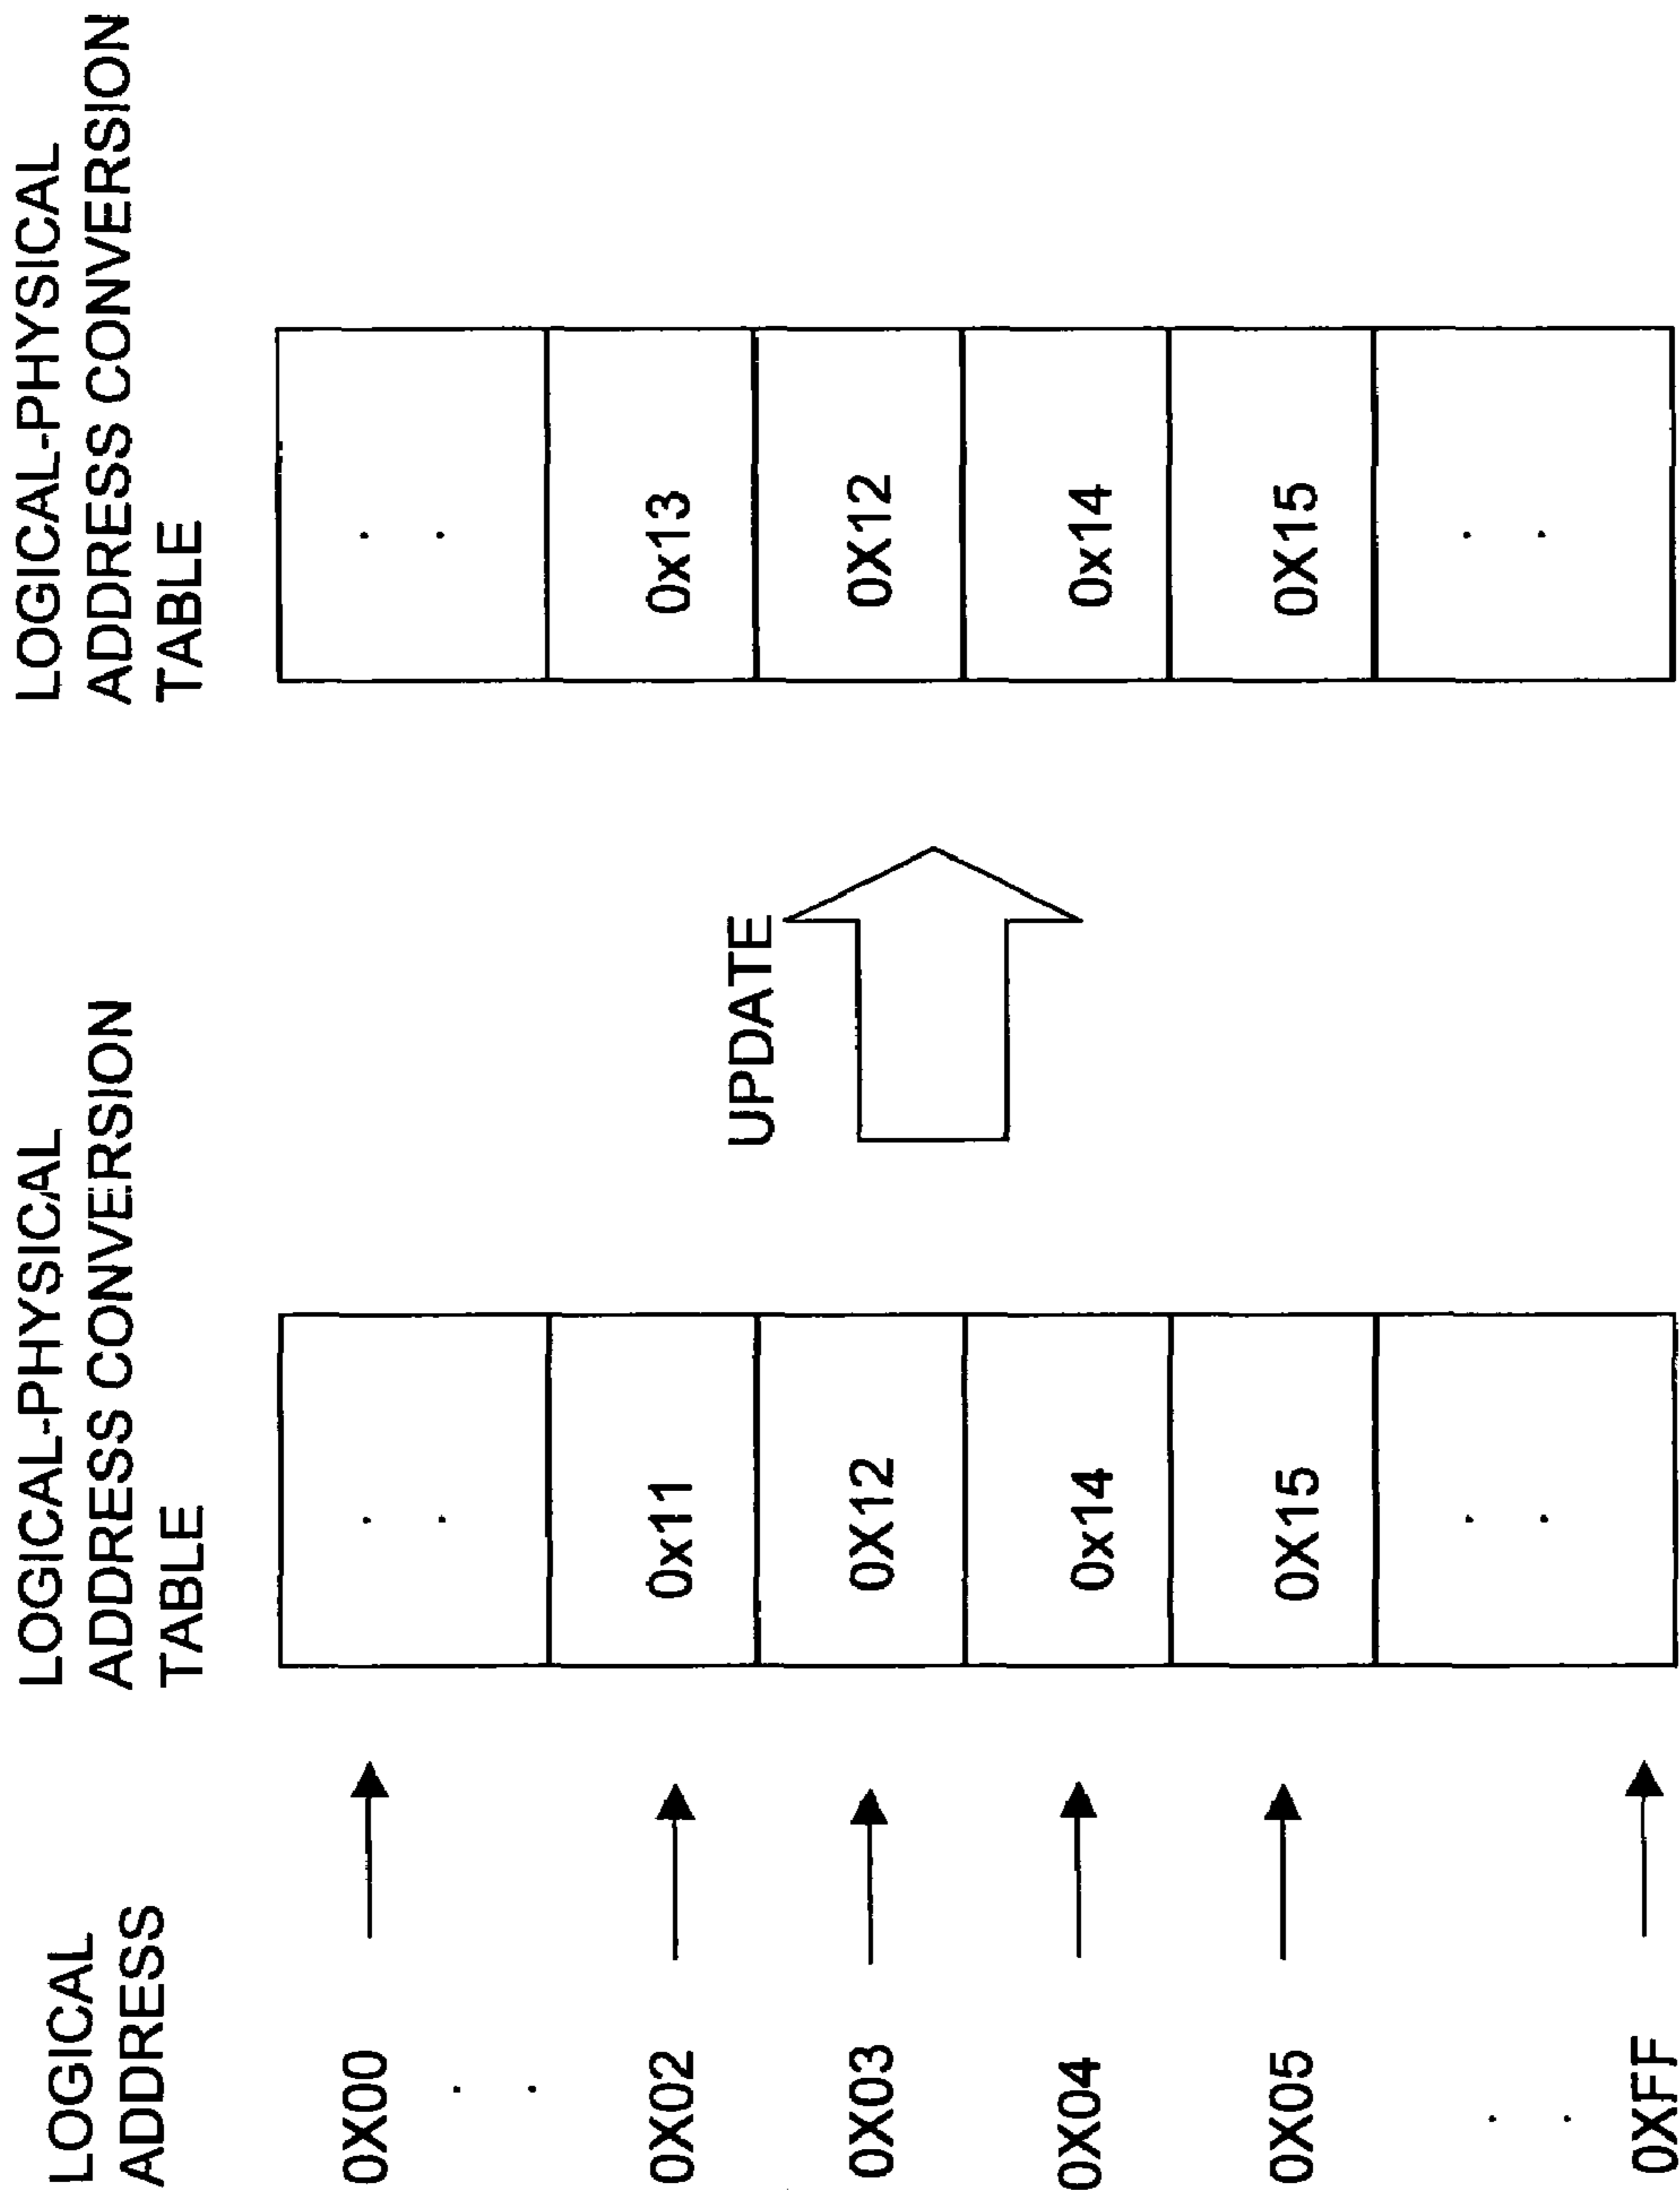 LOGICAL
ADDRESS
0X00
0X02
0X03
0X04
0X05
0XFF
LOGICAL-PHYSICAL
ADDRESS CONVERSION
TABLE
0x11
0X12
0x14
0X15
UPDATE
LOGICAL-PHYSICAL
ADDRESS CONVERSION
TABLE
0x13
0X12
0x14
0X15